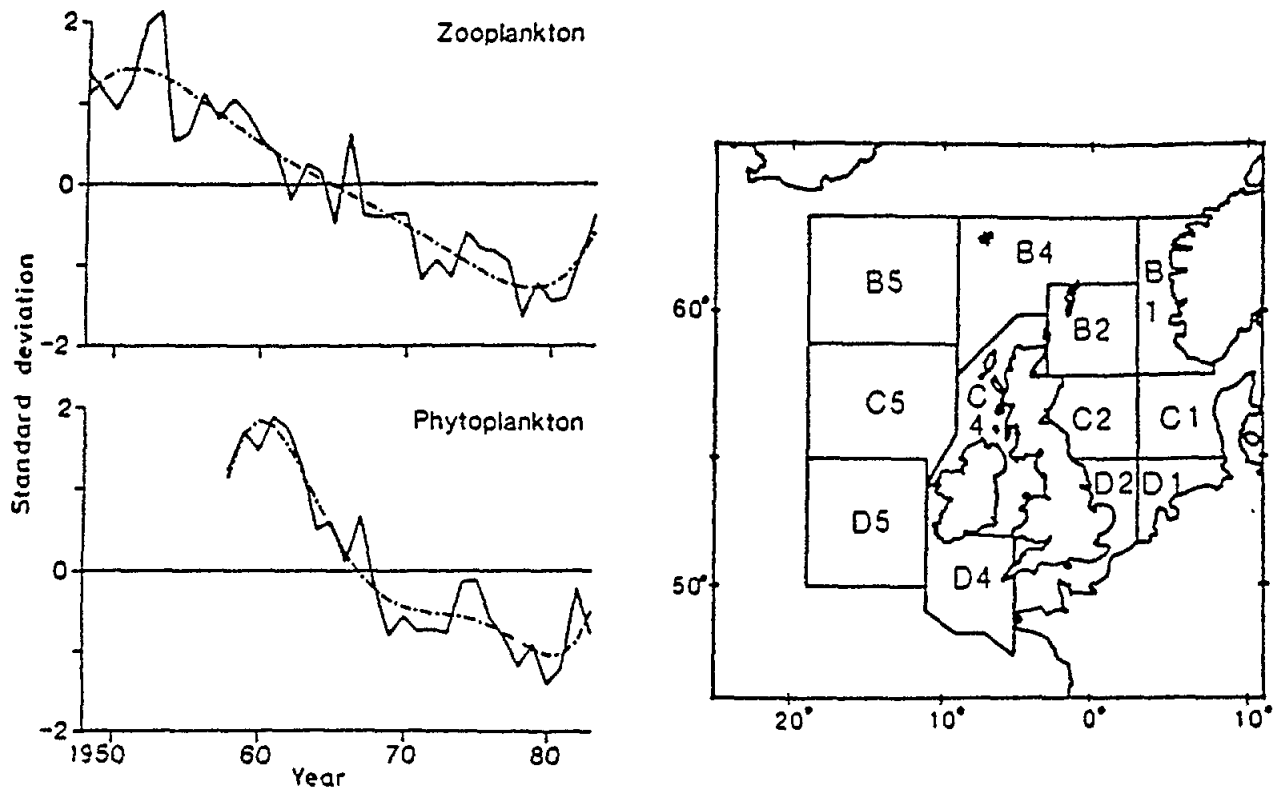 2
Zooplankton
0
-2
2
Phytoplankton
0
-2
1950 60 70 80
Year
Standard deviation
B5
B4
B
1
B2
C5
C
4
C2
C1
D5
D4
D2
D1
60°
50°
20° 10° 0° 10°